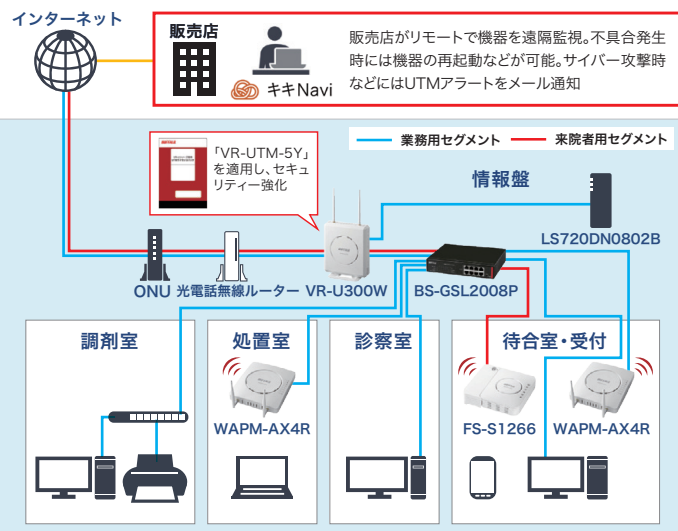 インターネット
販売店
キキNavi
販売店がリモートで機器を遠隔監視。不具合発生
時には機器の再起動などが可能。サイバー攻撃時
などにはUTMアラートをメール通知
業務用セグメント
来院者用セグメント
「VR-UTM-5Y」
を適用し、セキュ
リティー強化
情報盤
LS720DN0802B
ONU
光電話無線ルーター
VR-U300W
BS-GSL2008P
調剤室
処置室
診察室
待合室・受付
WAPM-AX4R
FS-S1266
WAPM-AX4R